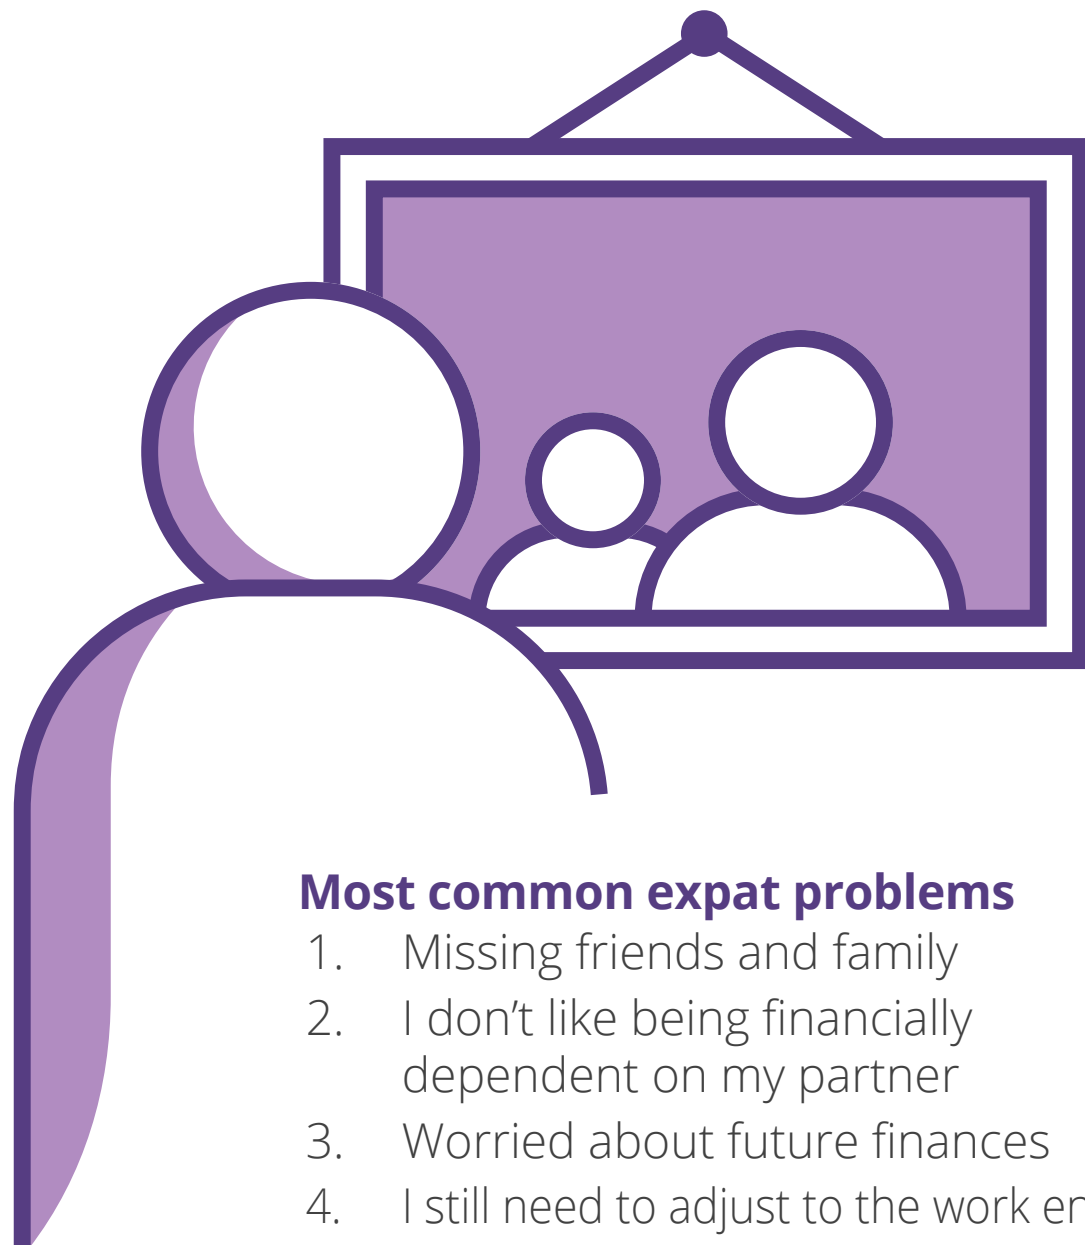 Most common expat problems
1. Missing friends and family
2. I don’t like being financially
dependent on my partner
3. Worried about future finances
4. I still need to adjust to the work